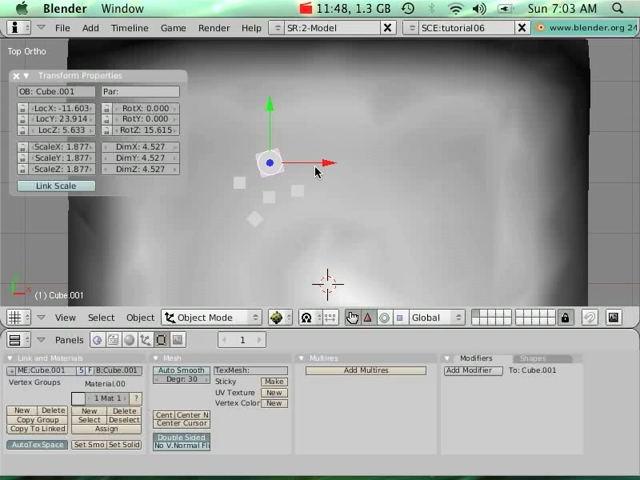 Blender Window 11:48, 1.3 GB Sun 7:03 AM
File Add Timeline Game Render Help SR:2-Model SCE:tutorial06 www.blender.org 24
Top Ortho
Transform Properties
OB: Cube.001 Par:
LocX: -11.603 RotX: 0.000
LocY: 23.914 RotY: 0.000
LocZ: 5.633 RotZ: 15.615
ScaleX: 1.877 DimX: 4.527
ScaleY: 1.877 DimY: 4.527
ScaleZ: 1.877 DimZ: 4.527
Link Scale
(1) Cube.001
View Select Object Object Mode Global
Panels 1
Link and Materials Mesh Multires Modifiers Shapes
ME:Cube.001 5 F B:Cube.001 Auto Smooth TexMesh: Add Multires Add Modifier To: Cube.001
Vertex Groups Material.00 Degr: 30 Sticky Make
1 Mat 1 ? UV Texture New
Vertex Color New
New Delete New Delete Cent Center N
Copy Group Select Deselect Center Cursor
Copy To Linked Assign
AutoTexSpace Set Smo Set Solid Double Sided
No V.Normal Fl